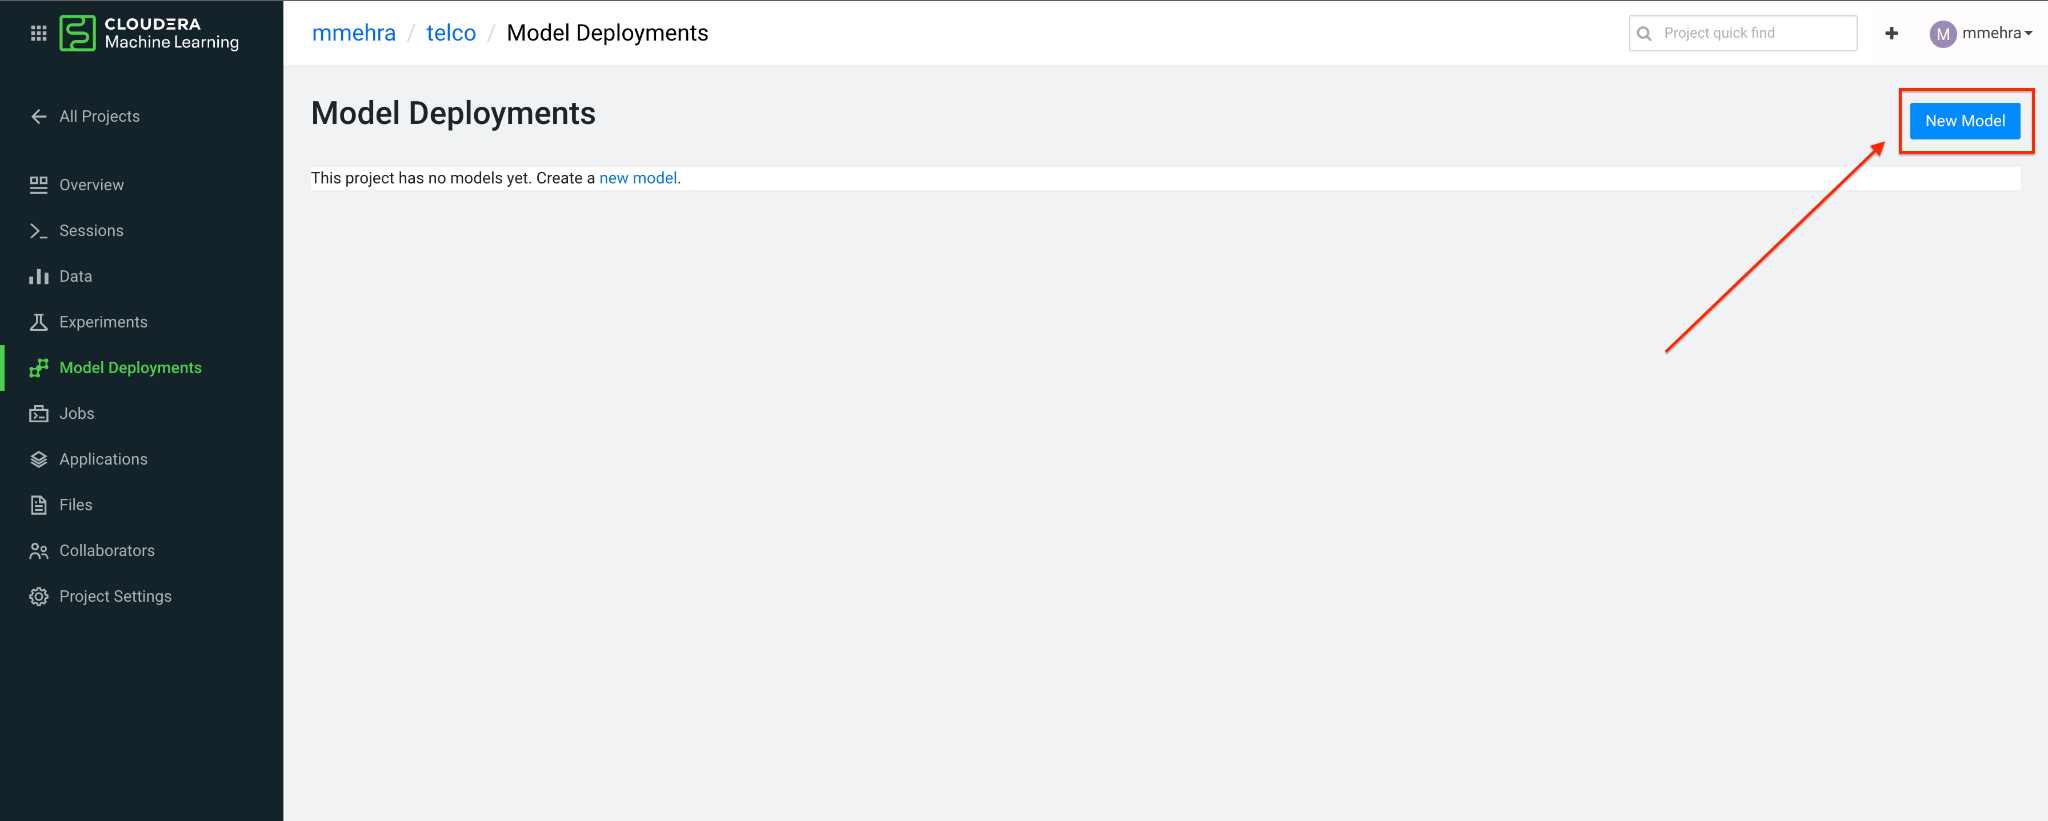 CLOUDERA
Machine Learning
All Projects
Overview
Sessions
Data
Experiments
Model Deployments
Jobs
Applications
Files
Collaborators
Project Settings
mmehra / telco / Model Deployments
Project quick find
M mmehra
Model Deployments
New Model
This project has no models yet. Create a new model.